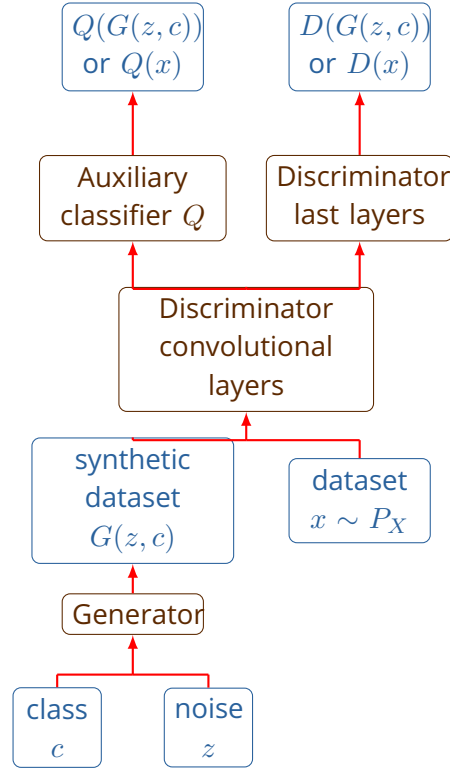 Q(G(z, c))
or Q(x)
D(G(z, c))
or D(x)
Auxiliary
classifier Q
Discriminator
last layers
Discriminator
convolutional
layers
synthetic
dataset
G(z, c)
dataset
x ∼ P_X
Generator
class
c
noise
z